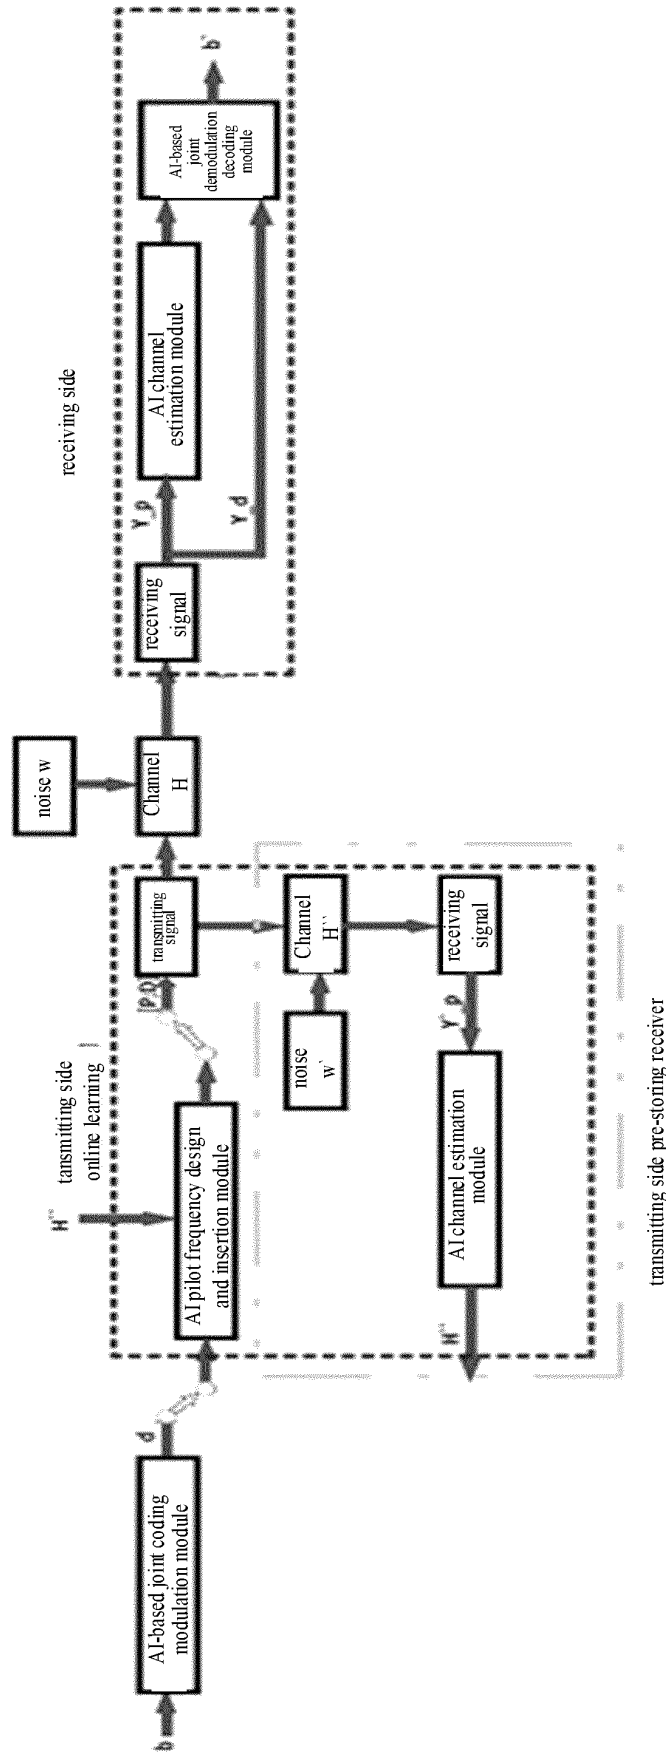 b
AI-based joint coding
modulation module
d
tansmitting side
online learning
H``
AI pilot frequency design
and insertion module
[P,Q]
transmitting
signal
noise
w`
Channel
H``
receiving
signal
Y`_p
AI channel estimation
module
H``
transmitting side pre-storing receiver
noise w
Channel
H
receiving side
receiving
signal
Y_p
Y_d
AI channel
estimation module
AI-based
joint
demodulation
decoding
module
b`